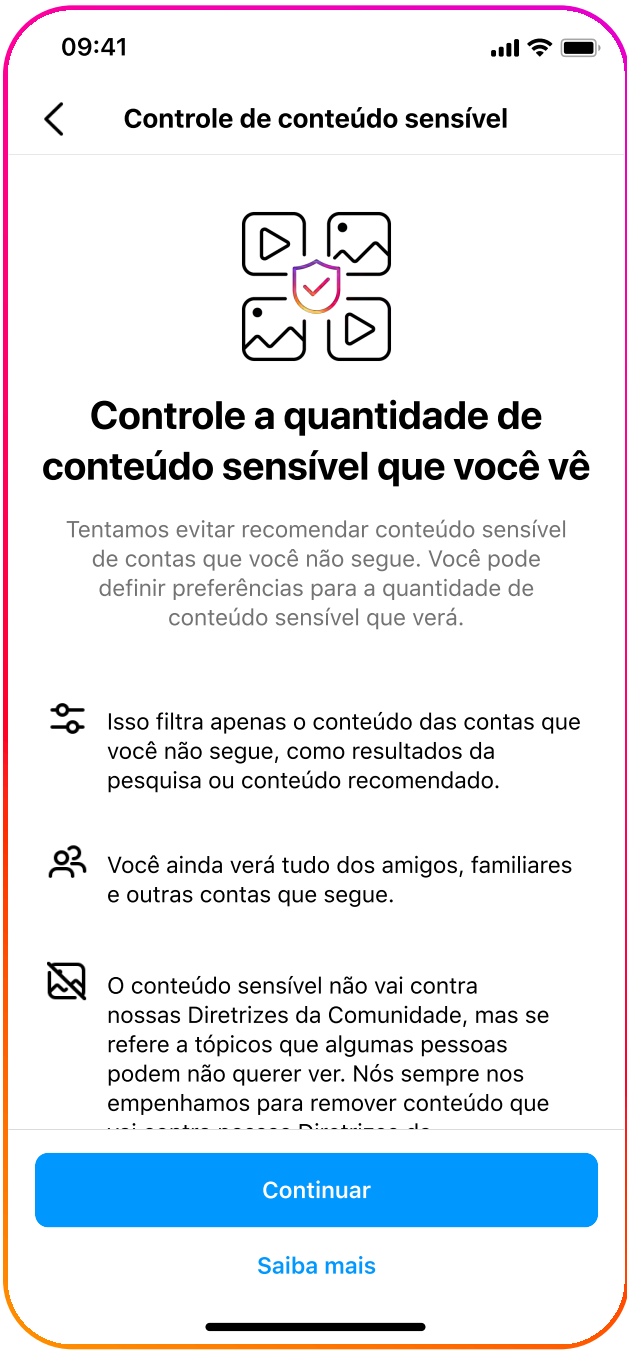 09:41
Controle de conteúdo sensível
Controle a quantidade de
conteúdo sensível que você vê
Tentamos evitar recomendar conteúdo sensível
de contas que você não segue. Você pode
definir preferências para a quantidade de
conteúdo sensível que verá.
Isso filtra apenas o conteúdo das contas que
você não segue, como resultados da
pesquisa ou conteúdo recomendado.
Você ainda verá tudo dos amigos, familiares
e outras contas que segue.
O conteúdo sensível não vai contra
nossas Diretrizes da Comunidade, mas se
refere a tópicos que algumas pessoas
podem não querer ver. Nós sempre nos
empenhamos para remover conteúdo que
Continuar
Saiba mais